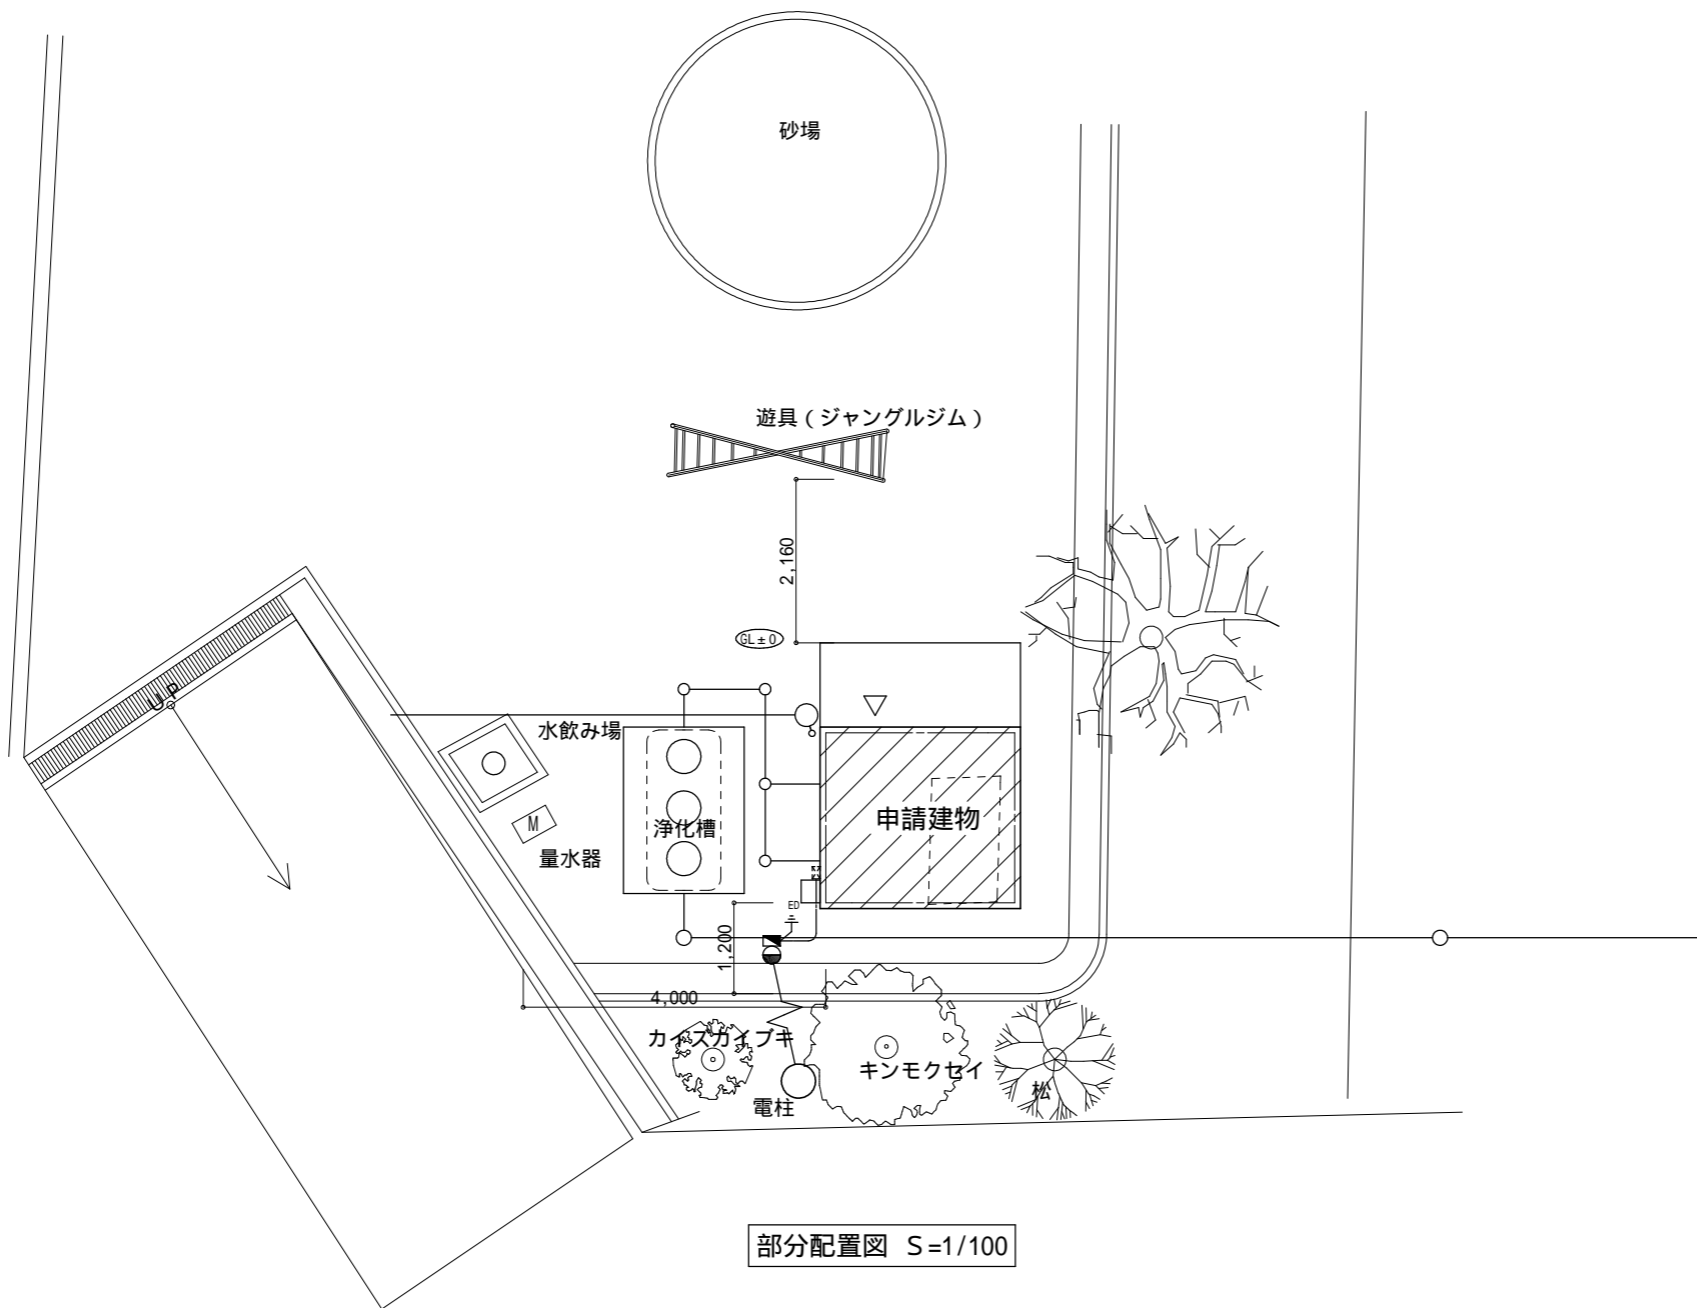 砂場
遊具（ジャングルジム）
2,160
GL±0
UP
水飲み場
申請建物
浄化槽
M
量水器
ED
1,200
4,000
カイズカイブキ
キンモクセイ
松
電柱
部分配置図 S=1/100